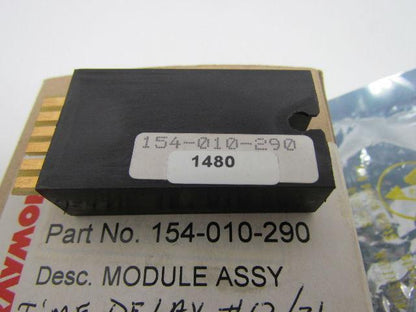 154-010-290
1480
Part No. 154-010-290
Desc. MODULE ASSY
TIME DELAY